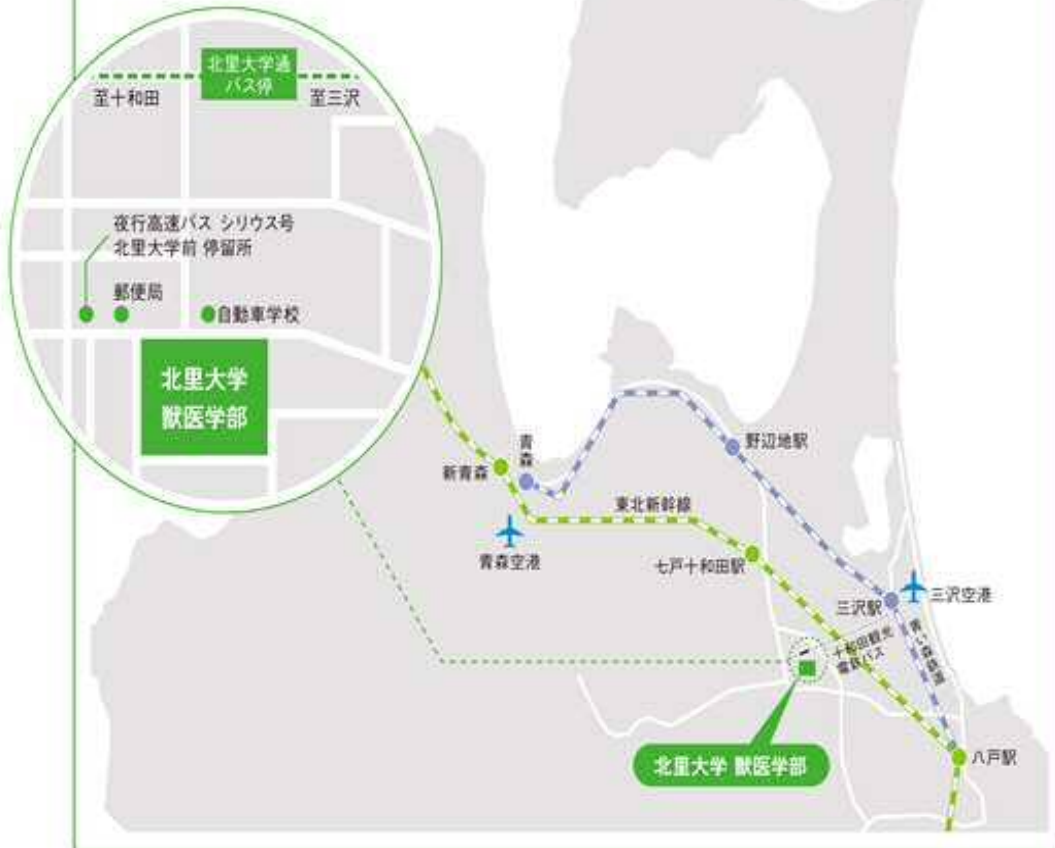 北里大学通
バス停
至十和田
至三沢
夜行高速バス シリウス号
北里大学前 停留所
郵便局
自動車学校
北里大学
獣医学部
青森
新青森
野辺地駅
東北新幹線
青森空港
七戸十和田駅
三沢駅
三沢空港
十和田観光
電鉄バス
青い森鉄道
北里大学 獣医学部
八戸駅